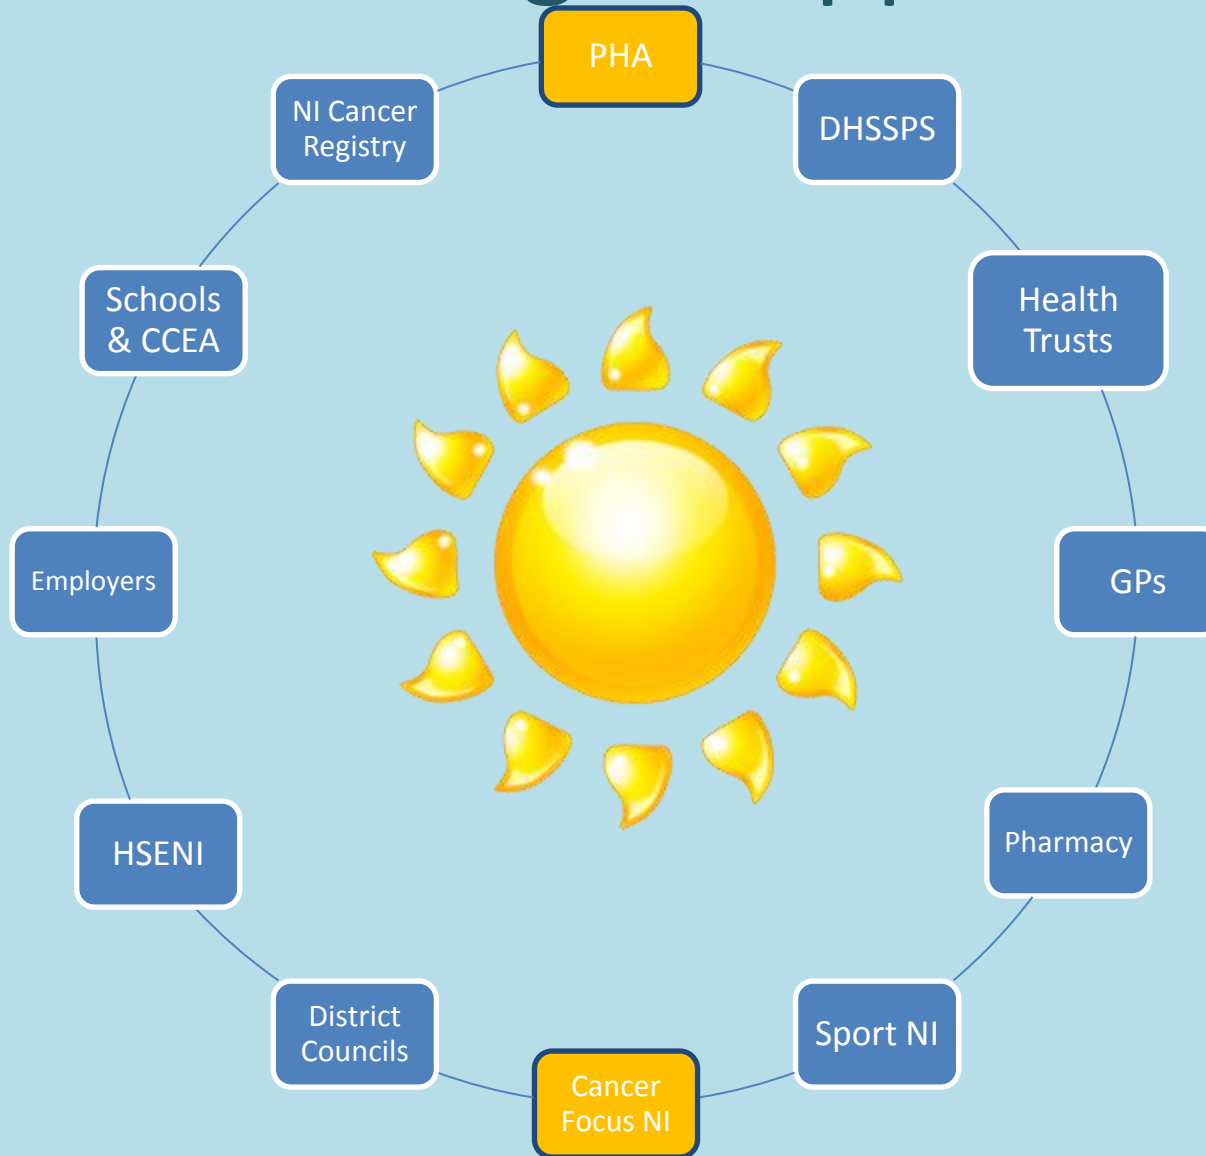 PHA
DHSSPS
Health
Trusts
GPs
Pharmacy
Sport NI
Cancer
Focus NI
District
Councils
HSENI
Employers
Schools
& CCEA
NI Cancer
Registry